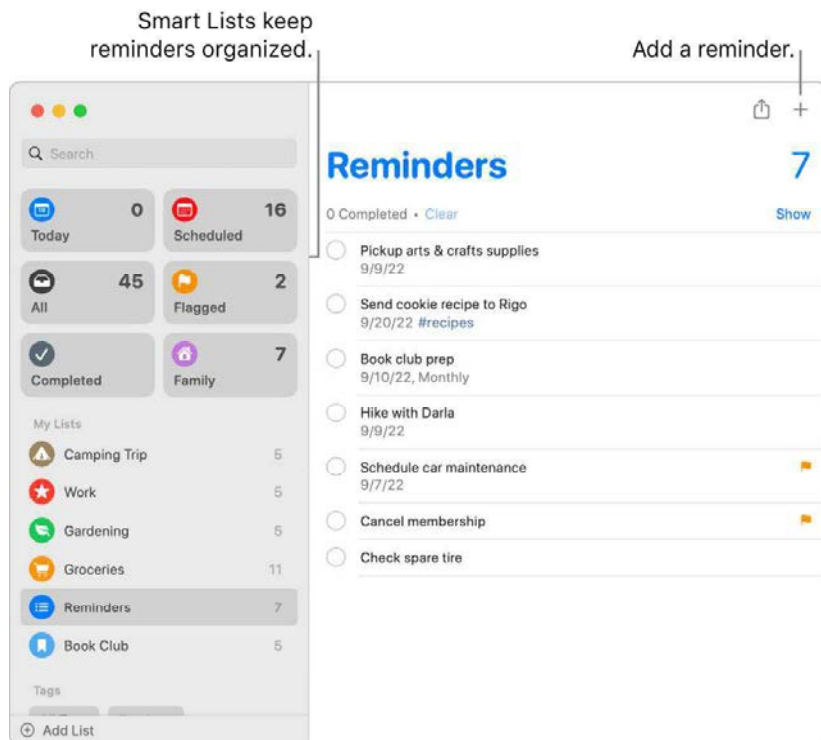 Smart Lists keep
reminders organized.
Add a reminder.
Search
0
Today
16
Scheduled
45
All
2
Flagged
Completed
7
Family
My Lists
Camping Trip 5
Work 5
Gardening 5
Groceries 11
Reminders 7
Book Club 5
Tags
Add List
Reminders 7
0 Completed • Clear Show
Pickup arts & crafts supplies
9/9/22
Send cookie recipe to Rigo
9/20/22 #recipes
Book club prep
9/10/22, Monthly
Hike with Darla
9/9/22
Schedule car maintenance
9/7/22
Cancel membership
Check spare tire